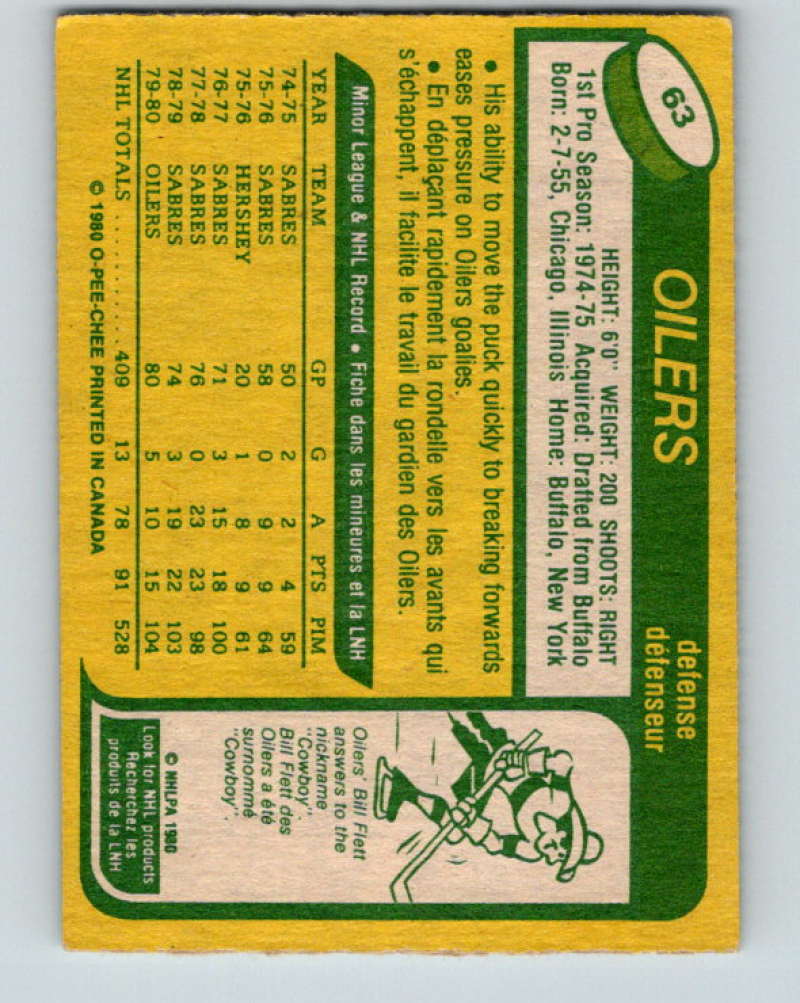 63
OILERS
defense
défenseur
HEIGHT: 6'0" WEIGHT: 200 SHOOTS: RIGHT
1st Pro Season: 1974-75 Acquired: Drafted from Buffalo
Born: 2-7-55, Chicago, Illinois Home: Buffalo, New York
• His ability to move the puck quickly to breaking forwards
eases pressure on Oilers goalies.
• En déplaçant rapidement la rondelle vers les avants qui
s'échappent, il facilite le travail du gardien des Oilers.
Minor League & NHL Record • Fiche dans les mineures et la LNH
YEAR TEAM GP G A PTS PIM
74-75 SABRES 50 2 2 4 59
75-76 SABRES 58 0 9 9 64
75-76 HERSHEY 20 1 8 9 61
76-77 SABRES 71 3 15 18 100
77-78 SABRES 76 0 23 23 98
78-79 SABRES 74 3 19 22 103
79-80 OILERS 80 5 10 15 104
NHL TOTALS .......... 409 13 78 91 528
© 1980 O-PEE-CHEE PRINTED IN CANADA
Oilers' Bill Flett
answers to the
nickname
"Cowboy".
Bill Flett des
Oilers a été
surnommé
"Cowboy".
© NHLPA 1980
Look for NHL products
Recherchez les
produits de la LNH